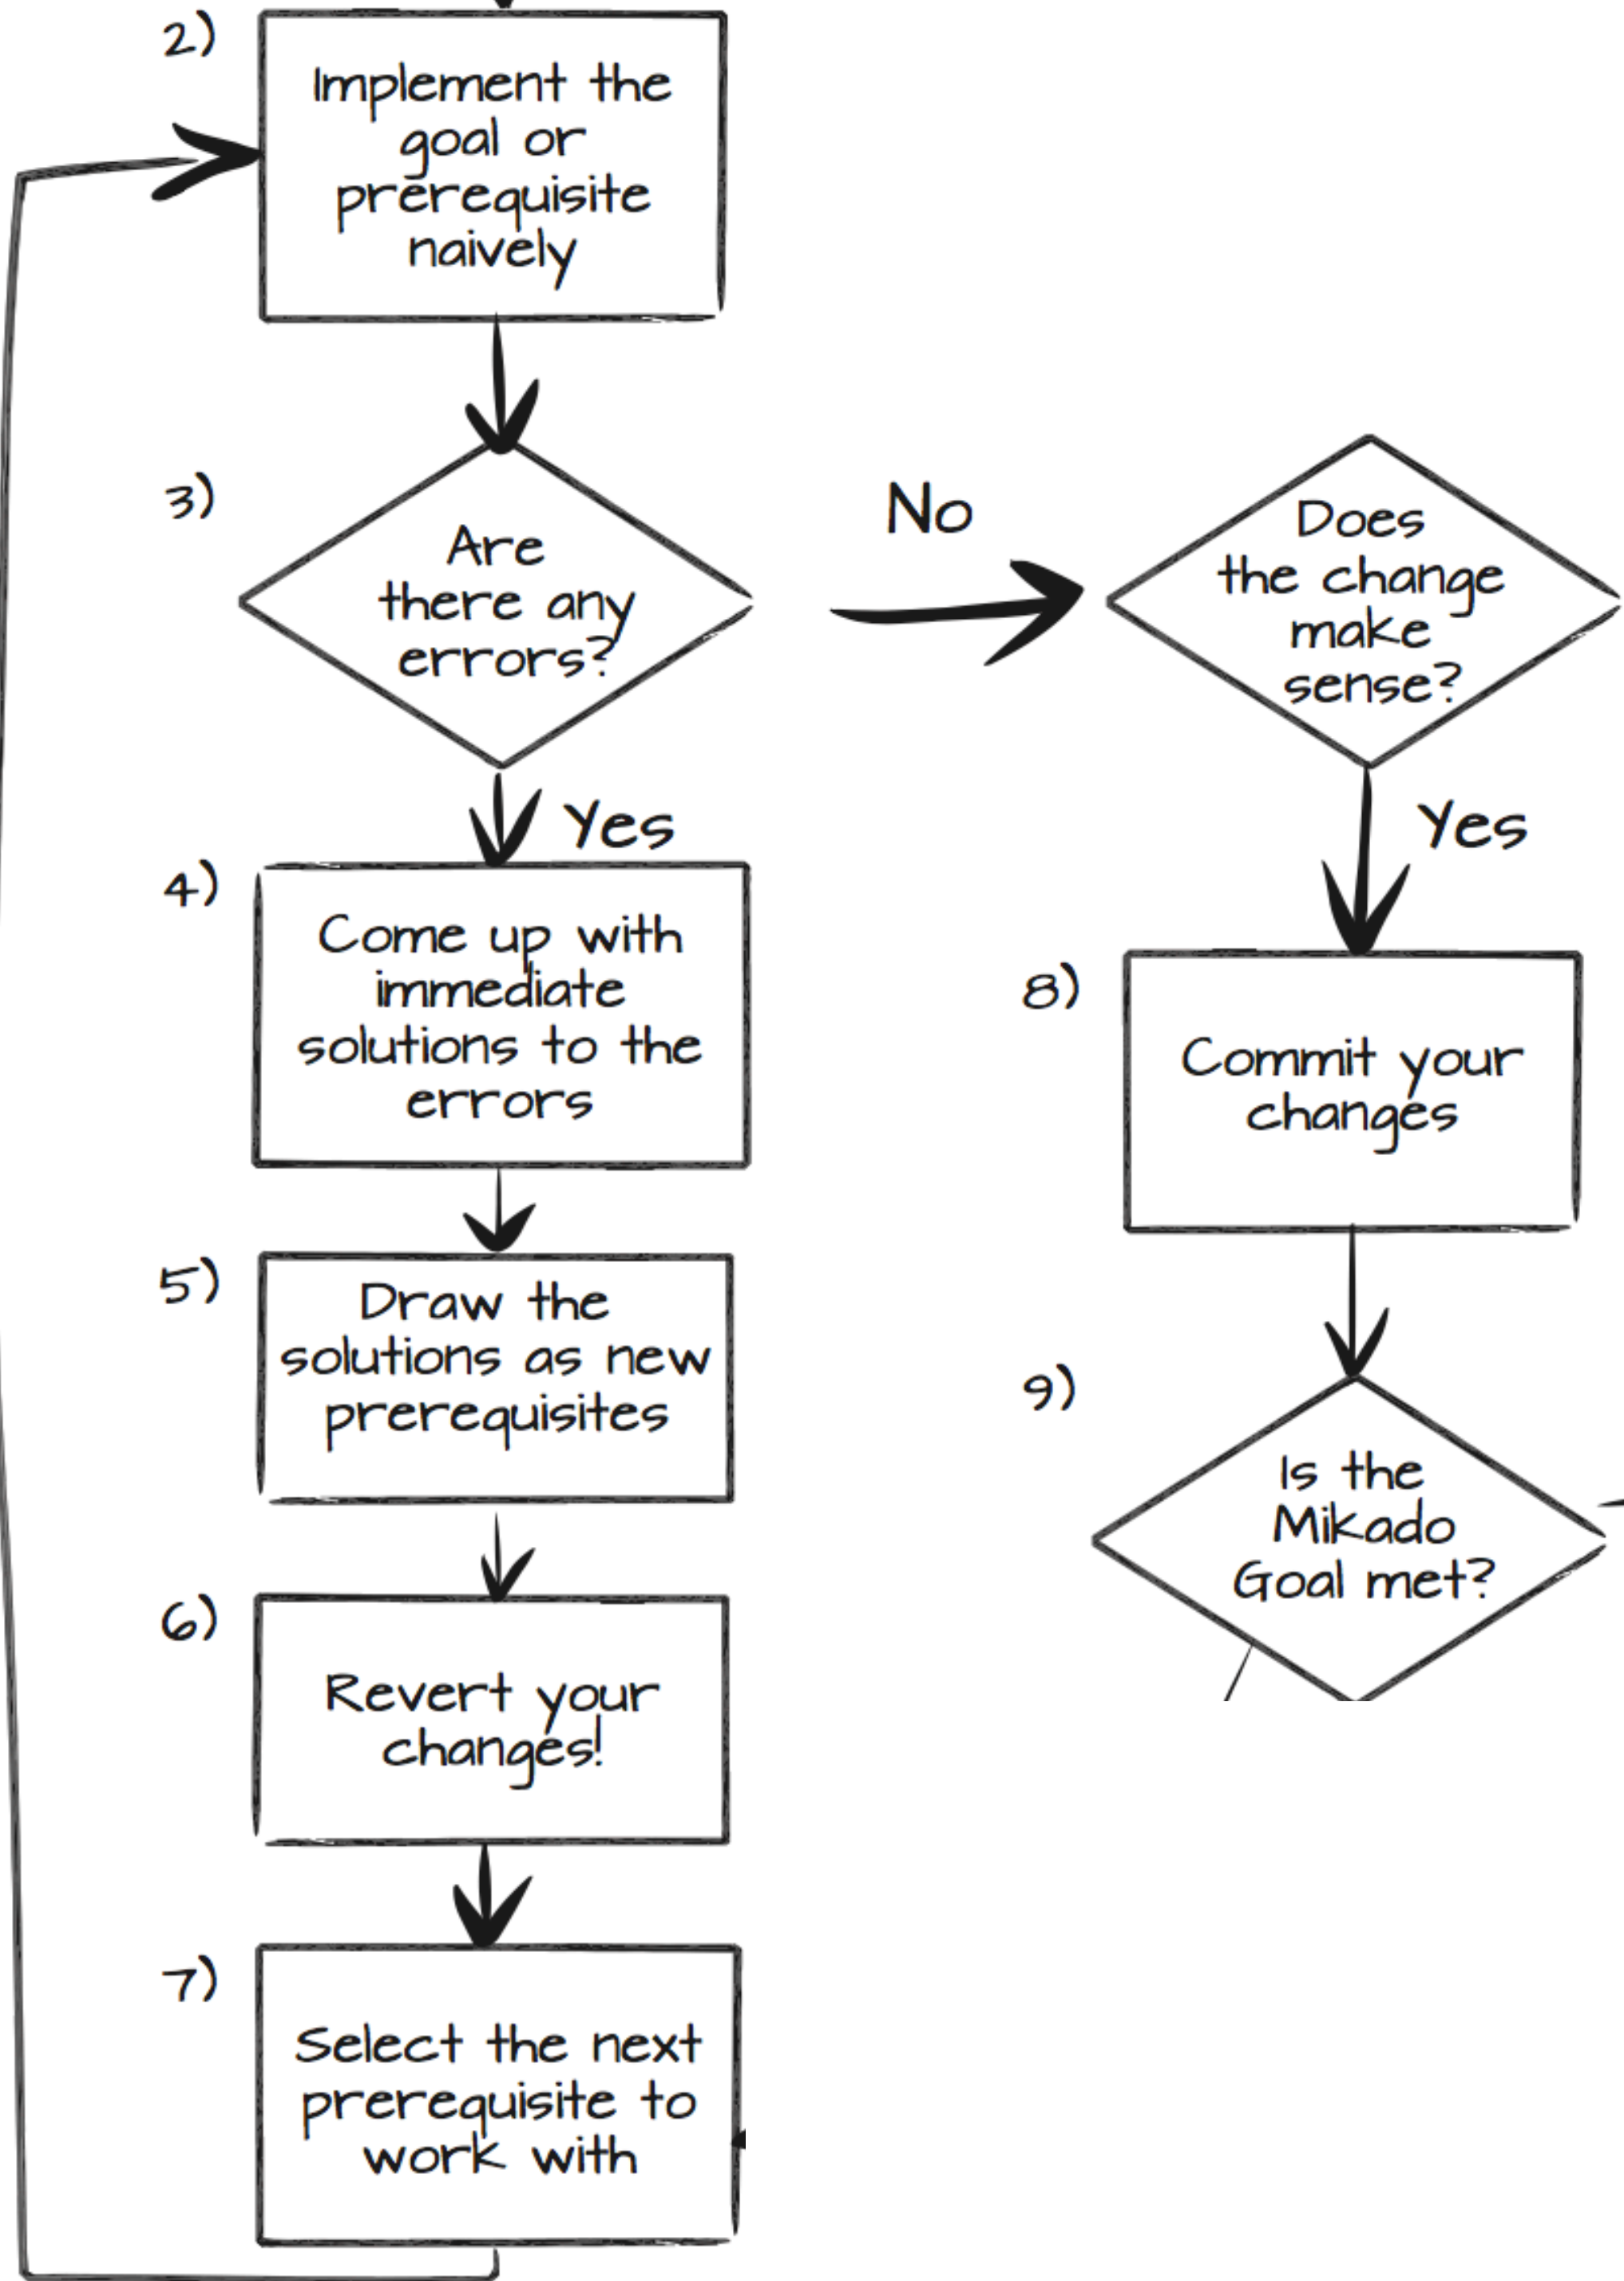 2)
Implement the
goal or
prerequisite
naively
3)
Are
there any
errors?
No
Does
the change
make
sense?
Yes
Yes
4)
Come up with
immediate
solutions to the
errors
8)
Commit your
changes
5)
Draw the
solutions as new
prerequisites
9)
Is the
Mikado
Goal met?
6)
Revert your
changes!
7)
Select the next
prerequisite to
work with